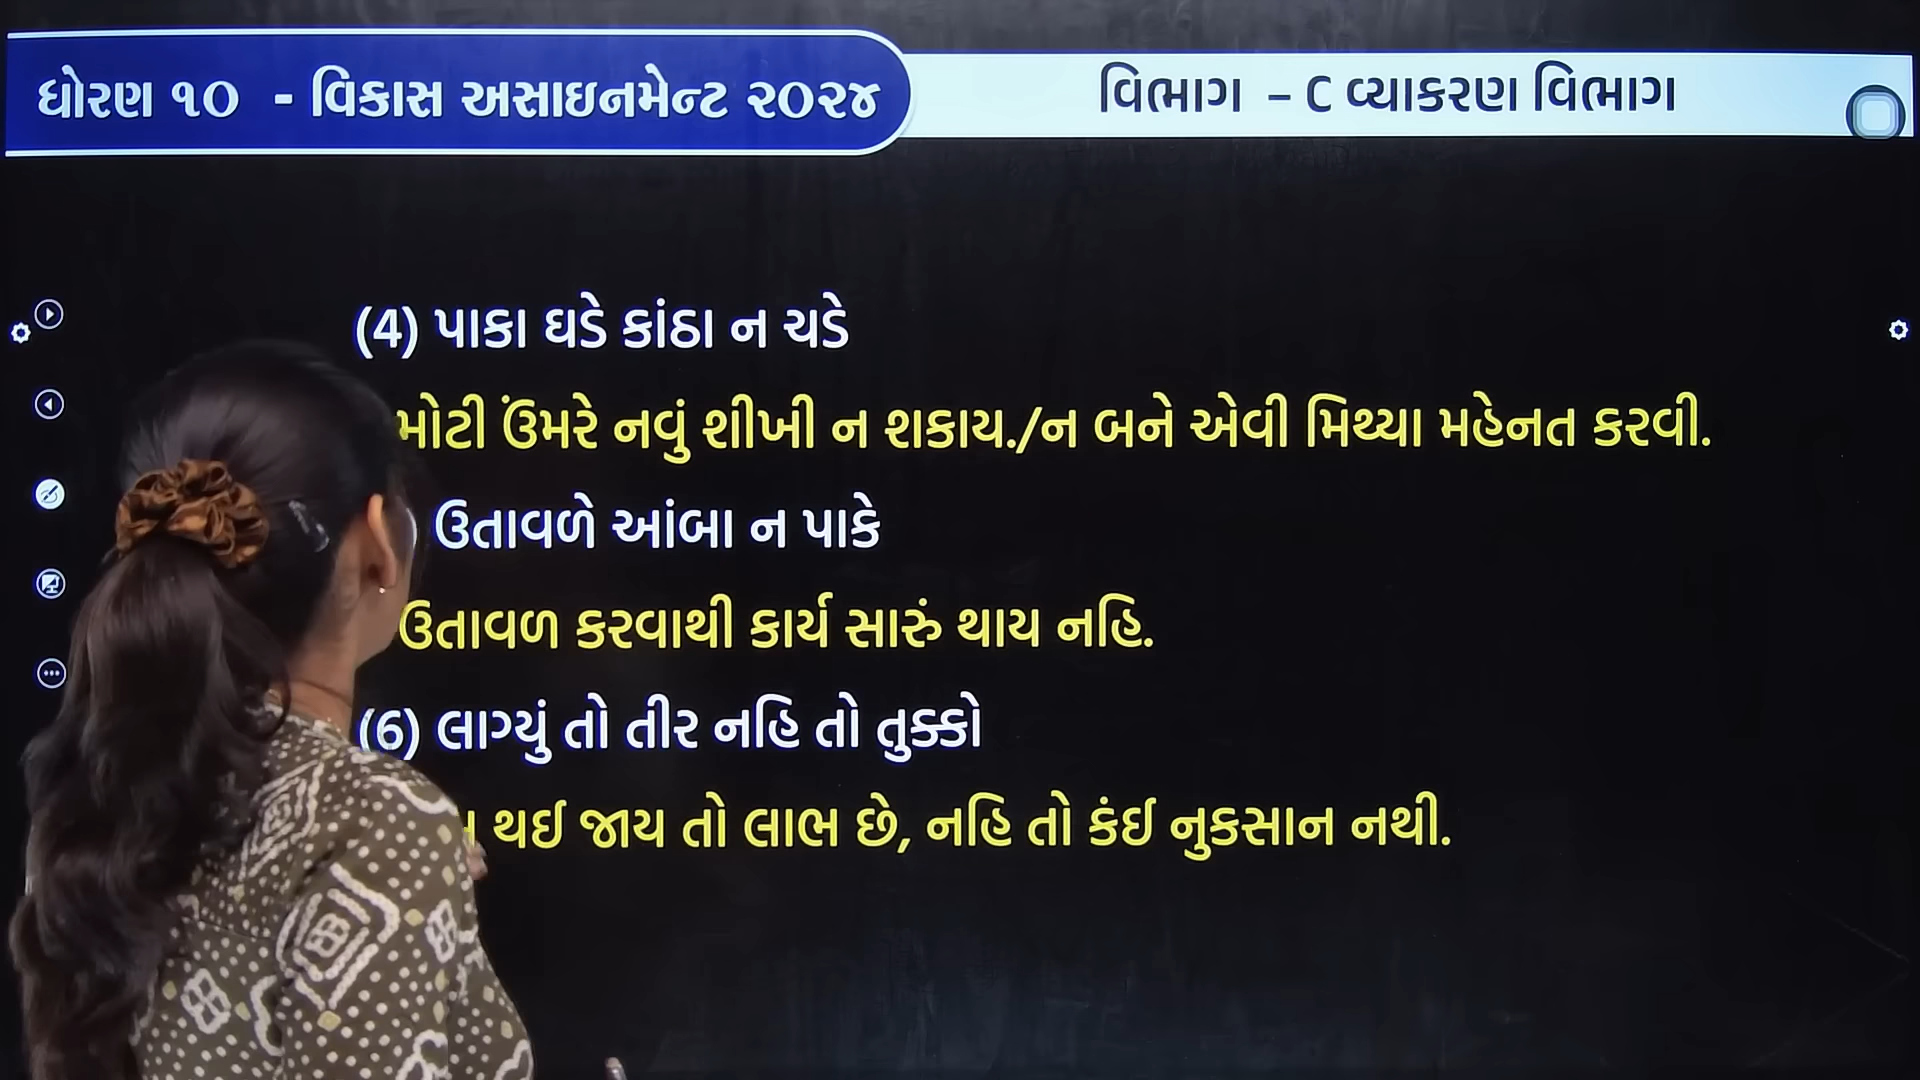 ધોરણ ૧૦ - વિકાસ અસાઇનમેન્ટ ૨૦૨૪
વિભાગ – C વ્યાકરણ વિભાગ
(4) પાકા ઘડે કાંઠા ન ચડે
મોટી ઉંમરે નવું શીખી ન શકાય./ન બને એવી મિથ્યા મહેનત કરવી.
) ઉતાવળે આંબા ન પાકે
ઉતાવળ કરવાથી કાર્ય સારું થાય નહિ.
(6) લાગ્યું તો તીર નહિ તો તુક્કો
થઈ જાય તો લાભ છે, નહિ તો કંઈ નુકસાન નથી.